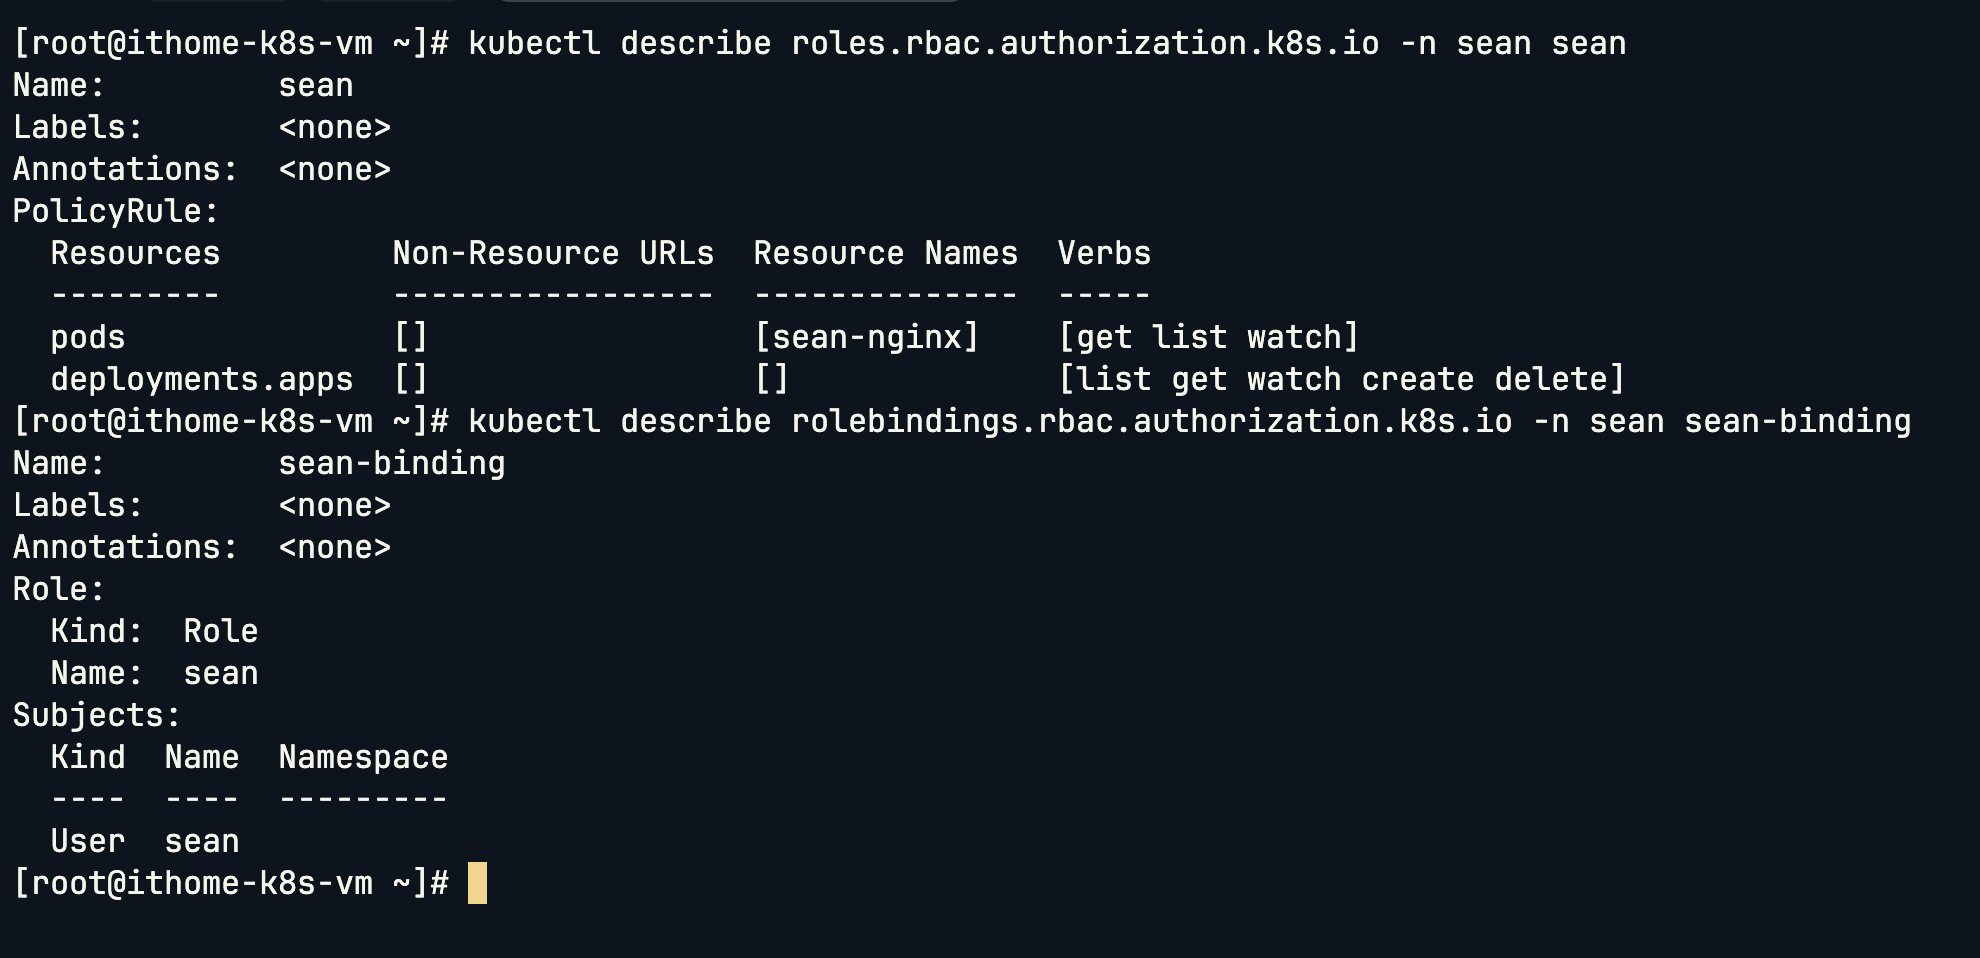 [root@ithome-k8s-vm ~]# kubectl describe roles.rbac.authorization.k8s.io -n sean sean
Name:         sean
Labels:       <none>
Annotations:  <none>
PolicyRule:
  Resources         Non-Resource URLs  Resource Names  Verbs
  ---------         -----------------  --------------  -----
  pods              []                 [sean-nginx]    [get list watch]
  deployments.apps  []                 []              [list get watch create delete]
[root@ithome-k8s-vm ~]# kubectl describe rolebindings.rbac.authorization.k8s.io -n sean sean-binding
Name:         sean-binding
Labels:       <none>
Annotations:  <none>
Role:
  Kind:  Role
  Name:  sean
Subjects:
  Kind  Name  Namespace
  ----  ----  ---------
  User  sean
[root@ithome-k8s-vm ~]#